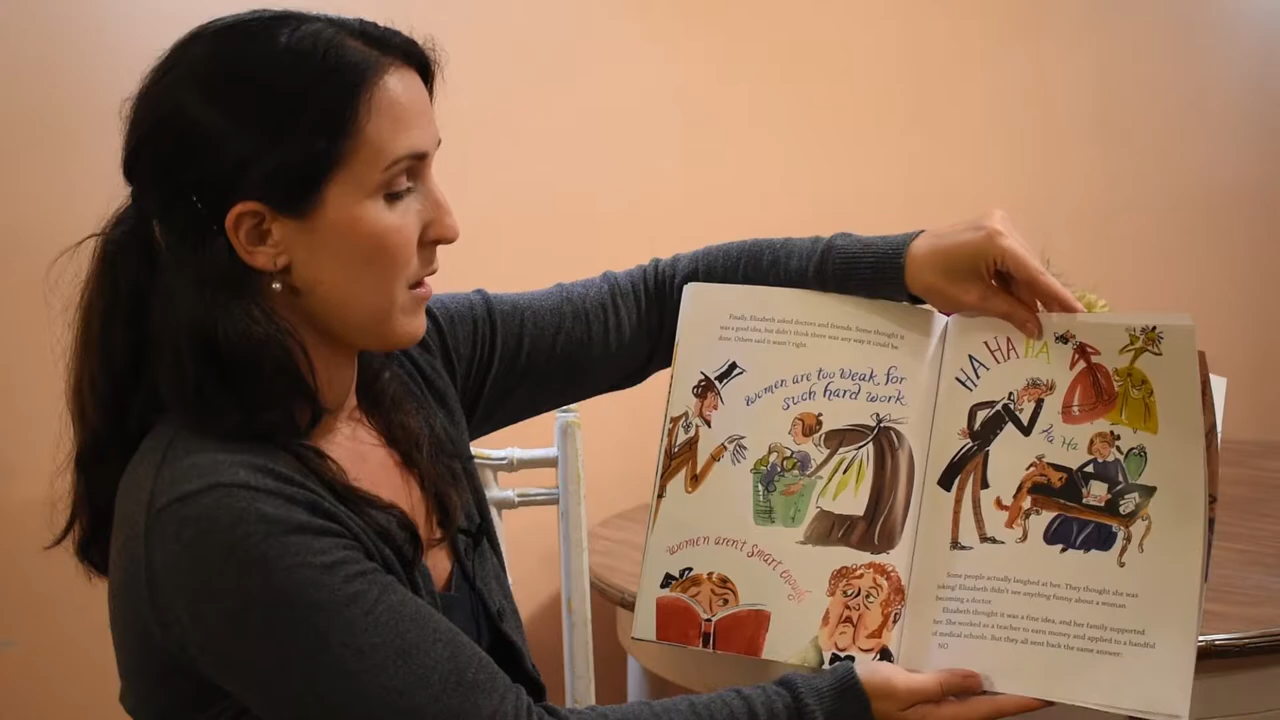 Finally, Elizabeth asked doctors and friends. Some thought it
was a good idea, but didn't think there was any way it could be
done. Others said it wasn't right.
women are too weak for
such hard work
women aren't smart enough
HA HA HA
Ha Ha
Some people actually laughed at her. They thought she was
joking! Elizabeth didn't see anything funny about a woman
becoming a doctor.
Elizabeth thought it was a fine idea, and her family supported
her. She worked as a teacher to earn money and applied to a handful
of medical schools. But they all sent back the same answer:
NO